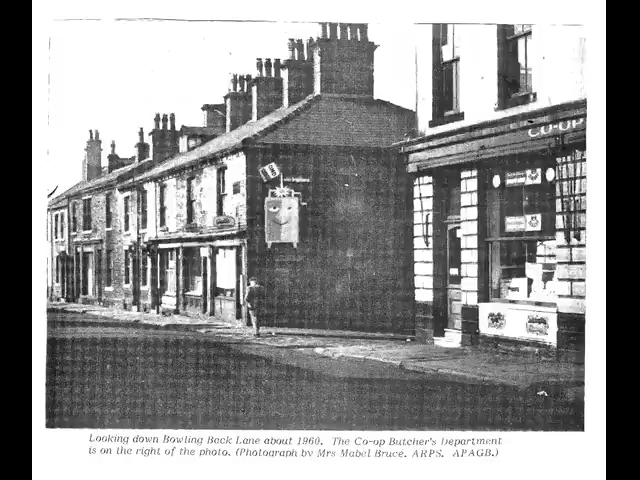 CO-OP
Looking down Bowling Back Lane about 1960. The Co-op Butcher's Department
is on the right of the photo. (Photograph by Mrs Mabel Bruce. ARPS. APAGB.)